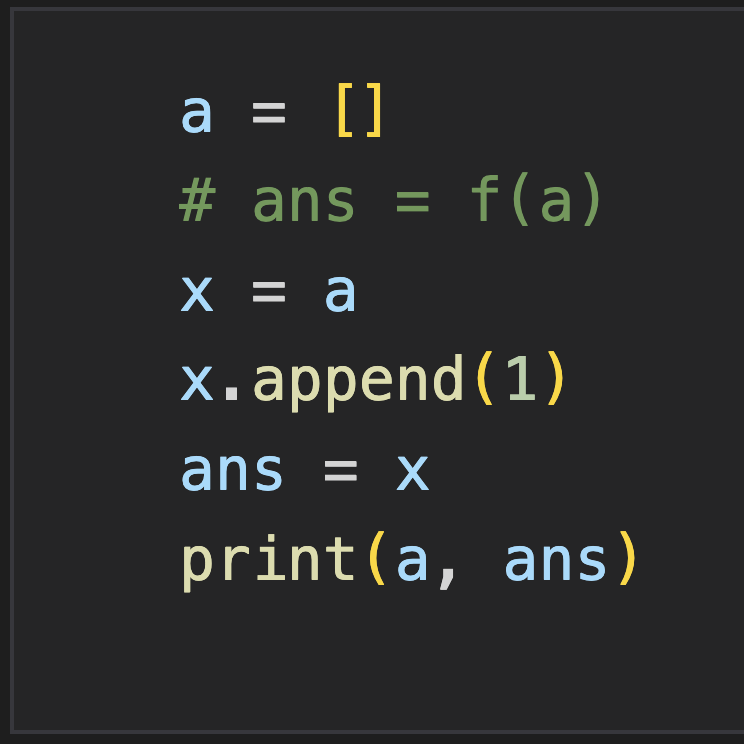 a = []
# ans = f(a)
x = a
x.append(1)
ans = x
print(a, ans)